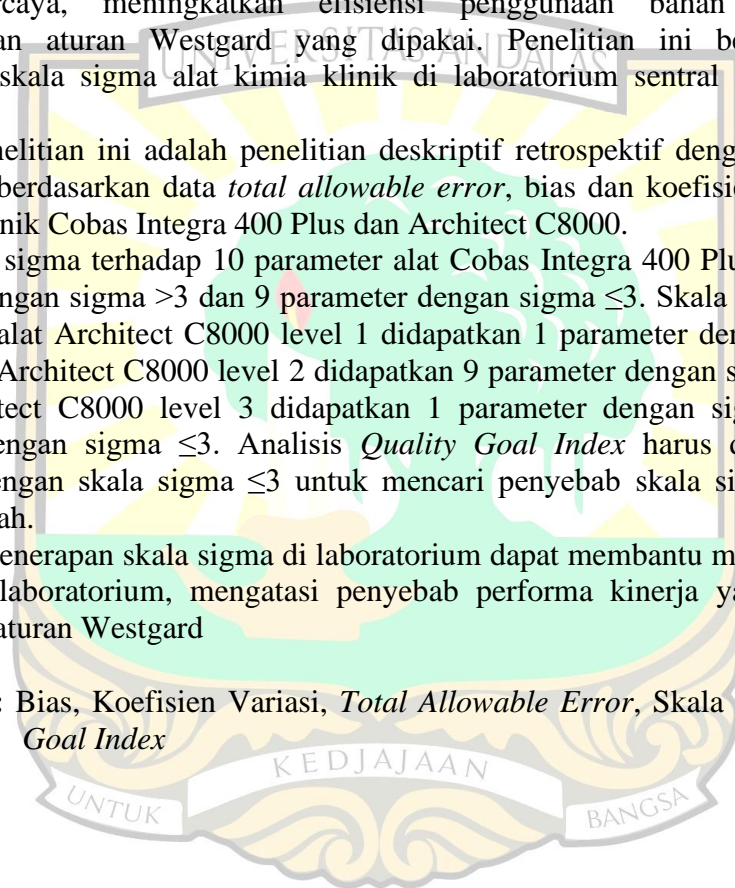 rcaya, meningkatkan efisiensi penggunaan bahan
an aturan Westgard yang dipakai. Penelitian ini be
UNIVERSITAS ANDALAS
skala sigma alat kimia klinik di laboratorium sentral
nelitian ini adalah penelitian deskriptif retrospektif deng
berdasarkan data total allowable error, bias dan koefisie
nik Cobas Integra 400 Plus dan Architect C8000.
sigma terhadap 10 parameter alat Cobas Integra 400 Plu
ngan sigma >3 dan 9 parameter dengan sigma ≤3. Skala
alat Architect C8000 level 1 didapatkan 1 parameter der
Architect C8000 level 2 didapatkan 9 parameter dengan s
tect C8000 level 3 didapatkan 1 parameter dengan sig
engan sigma ≤3. Analisis Quality Goal Index harus d
engan skala sigma ≤3 untuk mencari penyebab skala si
ah.
enerapan skala sigma di laboratorium dapat membantu m
laboratorium, mengatasi penyebab performa kinerja ya
aturan Westgard
: Bias, Koefisien Variasi, Total Allowable Error, Skala
Goal Index
KEDJAJAAN
UNTUK
BANGSA